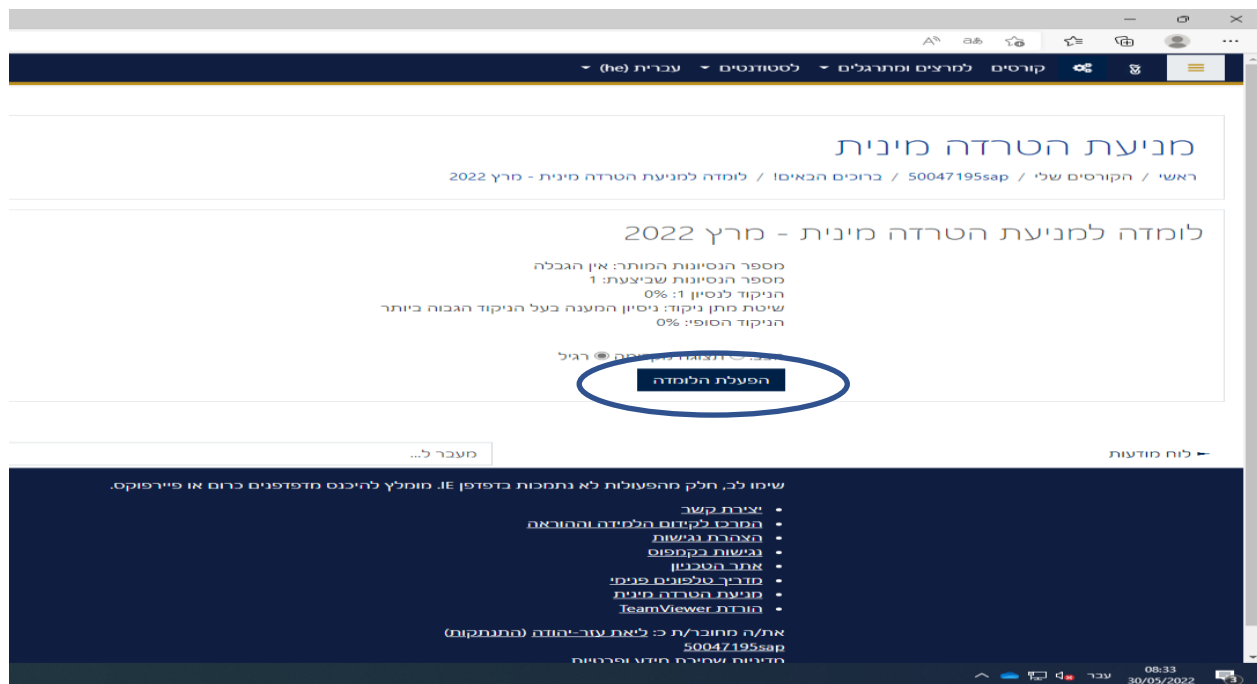 קורסים למרצים ומתרגלים לסטודנטים עברית (he)
מניעת הטרדה מינית
ראשי / הקורסים שלי / 50047195sap / ברוכים הבאים! / לומדה למניעת הטרדה מינית - מרץ 2022
לומדה למניעת הטרדה מינית - מרץ 2022
מספר הנסיונות המותר: אין הגבלה
מספר הנסיונות שביצעת: 1
הניקוד לנסיון 1: 0%
שיטת מתן ניקוד: ניסיון המענה בעל הניקוד הגבוה ביותר
הניקוד הסופי: 0%
רגיל
הפעלת הלומדה
לוח מודעות
מעבר ל...
שימו לב, חלק מהפעולות לא נתמכות בדפדפן IE. מומלץ להיכנס מדפדפנים כרום או פיירפוקס.
יצירת קשר
המרכז לקידום הלמידה וההוראה
הצהרת נגישות
נגישות בקמפוס
אתר הטכניון
מדריך טלפונים פנימי
מניעת הטרדה מינית
הורדת TeamViewer
את/ה מחובר/ת כ: ליאת עזר-יהודה (התנתקות)
50047195sap
מדיניות שמירת מידע ופרטיות
עבר
08:33
30/05/2022
3